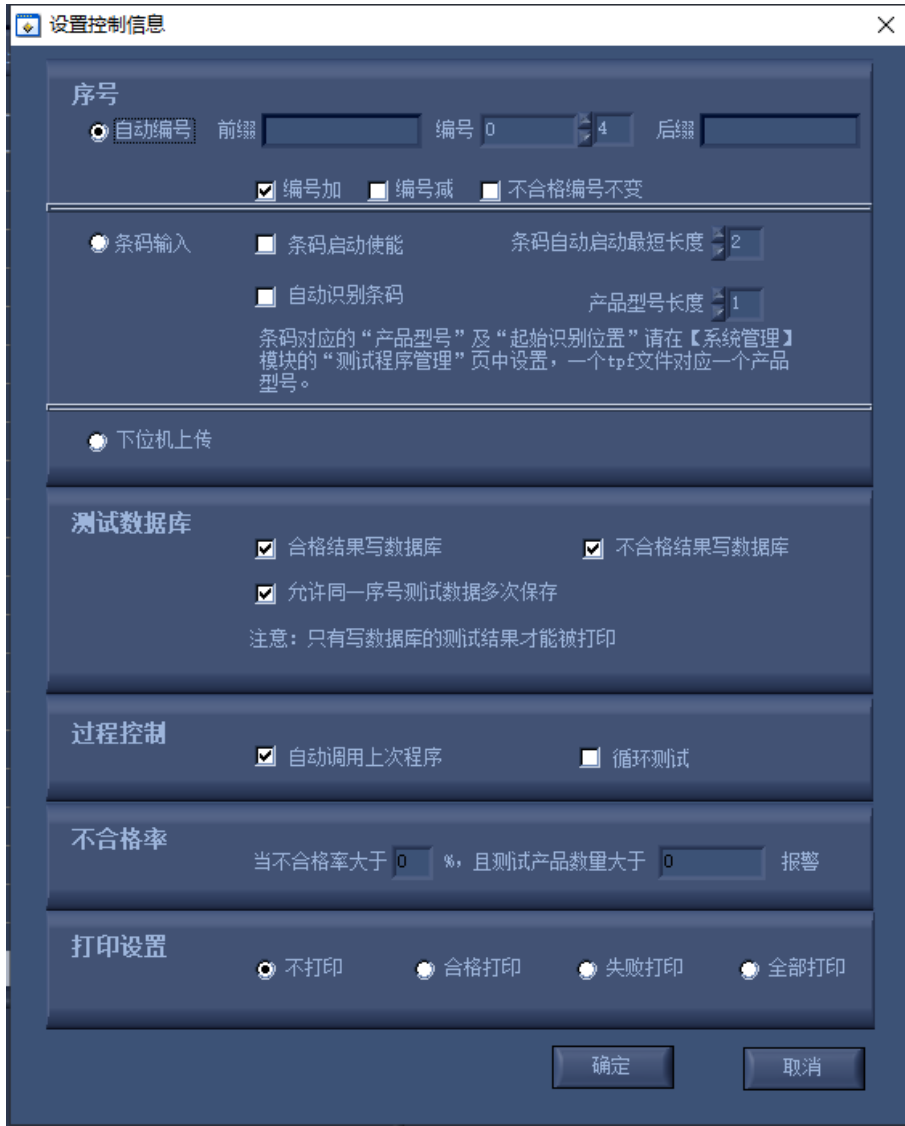 设置控制信息
序号
自动编号 前缀 编号 0 4 后缀
编号加 编号减 不合格编号不变
条码输入 条码启动使能 条码自动启动最短长度 2
自动识别条码 产品型号长度 1
条码对应的“产品型号”及“起始识别位置”请在【系统管理】
模块的“测试程序管理”页中设置，一个tpf文件对应一个产品
型号。
下位机上传
测试数据库
合格结果写数据库 不合格结果写数据库
允许同一序号测试数据多次保存
注意：只有写数据库的测试结果才能被打印
过程控制
自动调用上次程序 循环测试
不合格率
当不合格率大于 0 %，且测试产品数量大于 0 报警
打印设置
不打印 合格打印 失败打印 全部打印
确定 取消